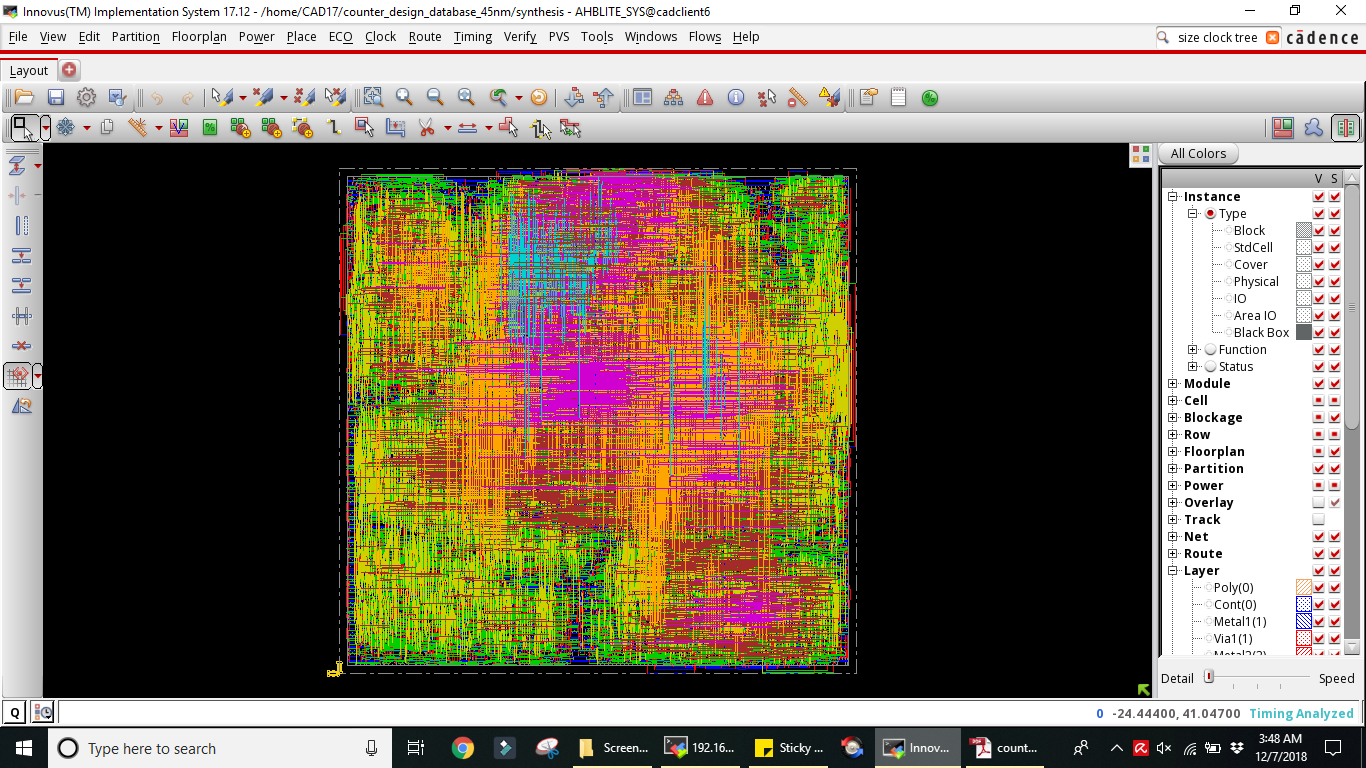 Innovus(TM) Implementation System 17.12 - /home/CAD17/counter_design_database_45nm/synthesis - AHBLITE_SYS@cadclient6
File View Edit Partition Floorplan Power Place ECO Clock Route Timing Verify PVS Tools Windows Flows Help
size clock tree
cādence
Layout
All Colors
V S
Instance
Type
Block
StdCell
Cover
Physical
IO
Area IO
Black Box
Function
Status
Module
Cell
Blockage
Row
Floorplan
Partition
Power
Overlay
Track
Net
Route
Layer
Poly(0)
Cont(0)
Metal1(1)
Via1(1)
Metal2(2)
Detail
Speed
Q
0 -24.44400, 41.04700 Timing Analyzed
Type here to search
Screen...
192.16...
Sticky ...
Innov...
count...
3:48 AM
12/7/2018